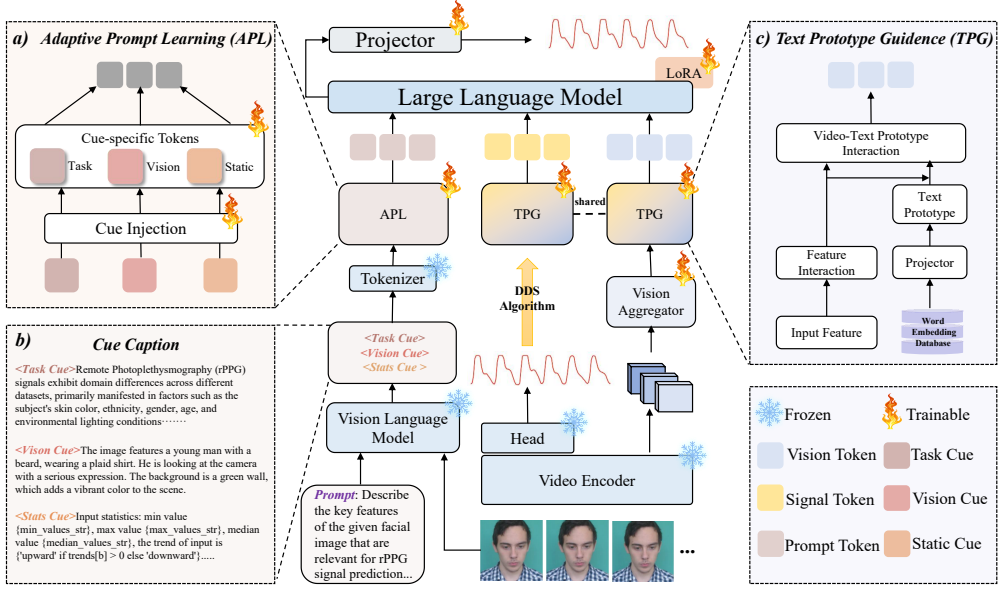 a) Adaptive Prompt Learning (APL)
Cue-specific Tokens
Task
Vision
Static
Cue Injection
b) Cue Caption
<Task Cue>Remote Photoplethysmography (rPPG)
signals exhibit domain differences across different
datasets, primarily manifested in factors such as the
subject's skin color, ethnicity, gender, age, and
environmental lighting conditions·······
<Vison Cue>The image features a young man with a
beard, wearing a plaid shirt. He is looking at the camera
with a serious expression. The background is a green wall,
which adds a vibrant color to the scene.
<Stats Cue>Input statistics: min value
{min_values_str}, max value {max_values_str}, median
value {median_values_str}, the trend of input is
{'upward' if trends[b] > 0 else 'downward'}.....
Projector
LoRA
Large Language Model
APL
TPG
shared
TPG
Tokenizer
DDS
Algorithm
Vision
Aggregator
<Task Cue>
<Vision Cue>
<Stats Cue >
Vision Language
Model
Head
Video Encoder
Prompt: Describe
the key features
of the given facial
image that are
relevant for rPPG
signal prediction...
...
c) Text Prototype Guidence (TPG)
Video-Text Prototype
Interaction
Text
Prototype
Feature
Interaction
Projector
Input Feature
Word
Embedding
Database
Frozen
Trainable
Vision Token
Task Cue
Signal Token
Vision Cue
Prompt Token
Static Cue